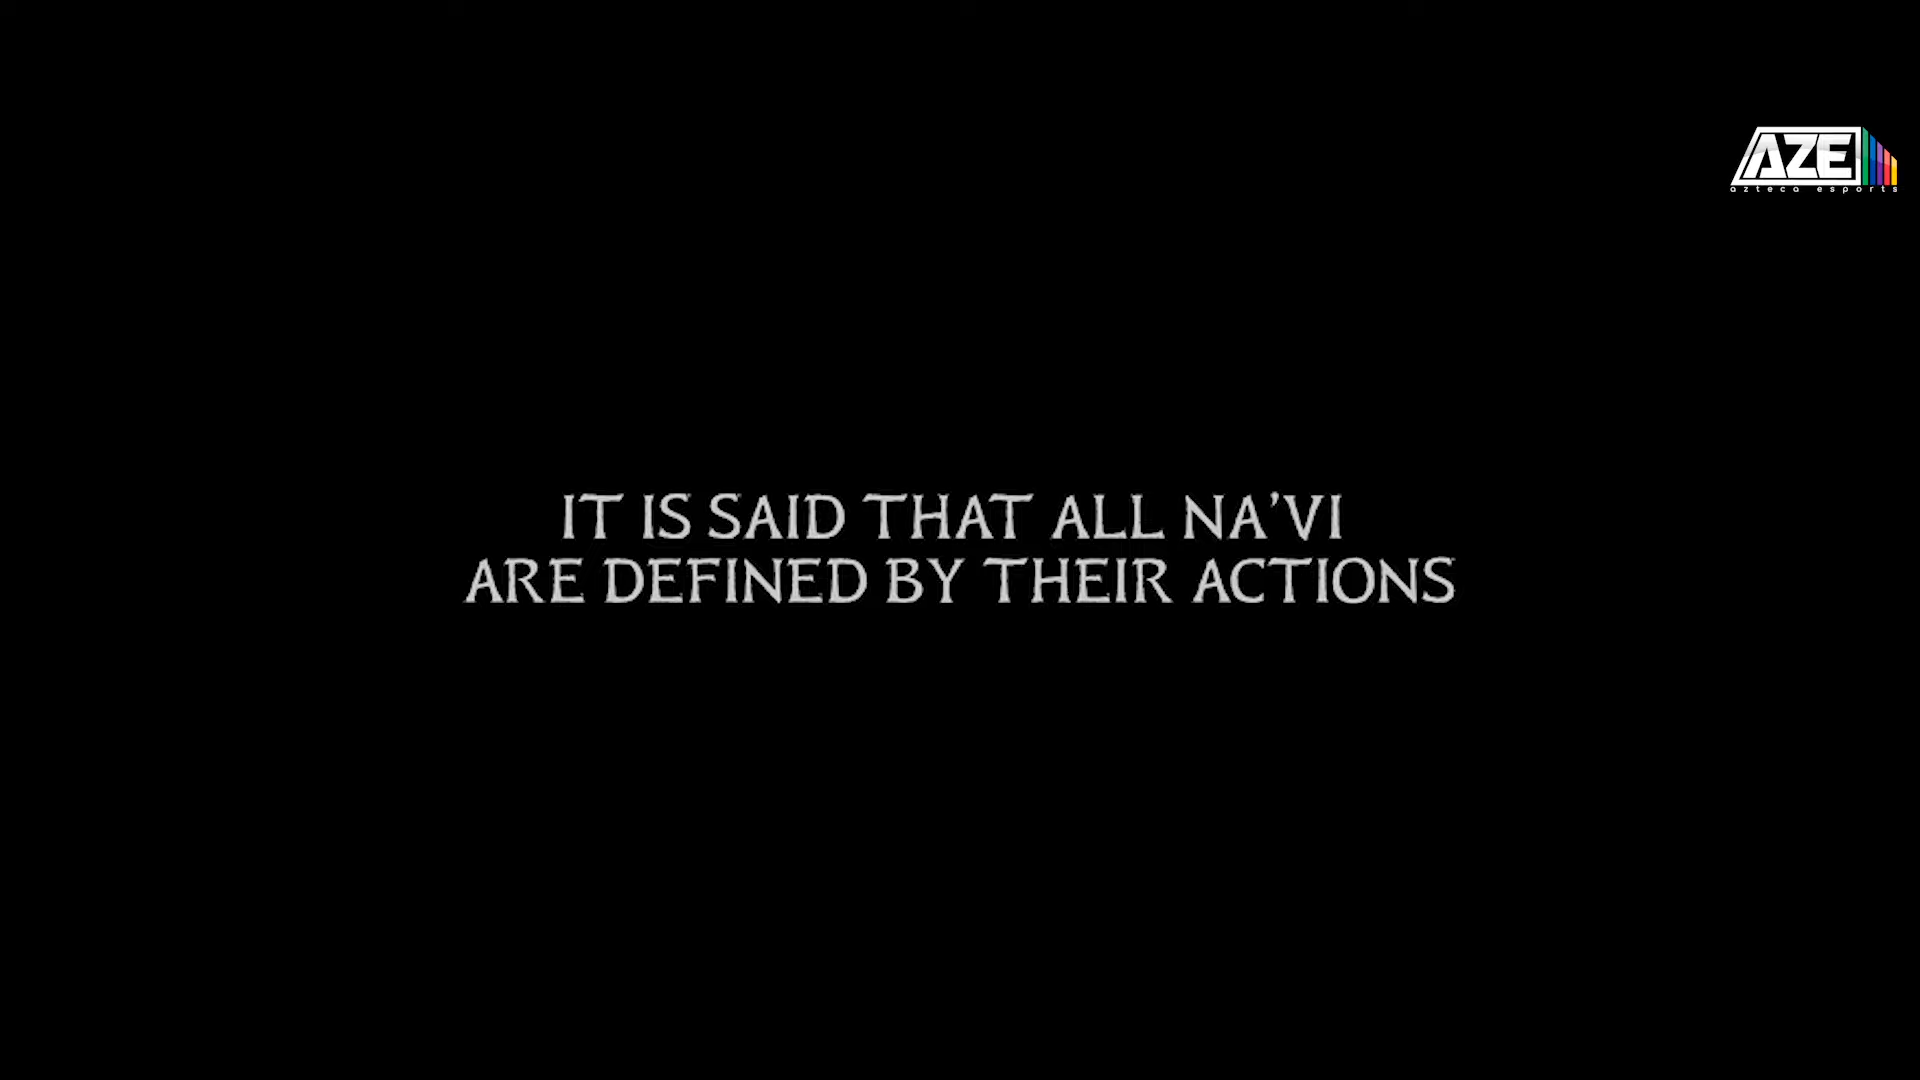 AZE
azteca esports
IT IS SAID THAT ALL NA'VI
ARE DEFINED BY THEIR ACTIONS